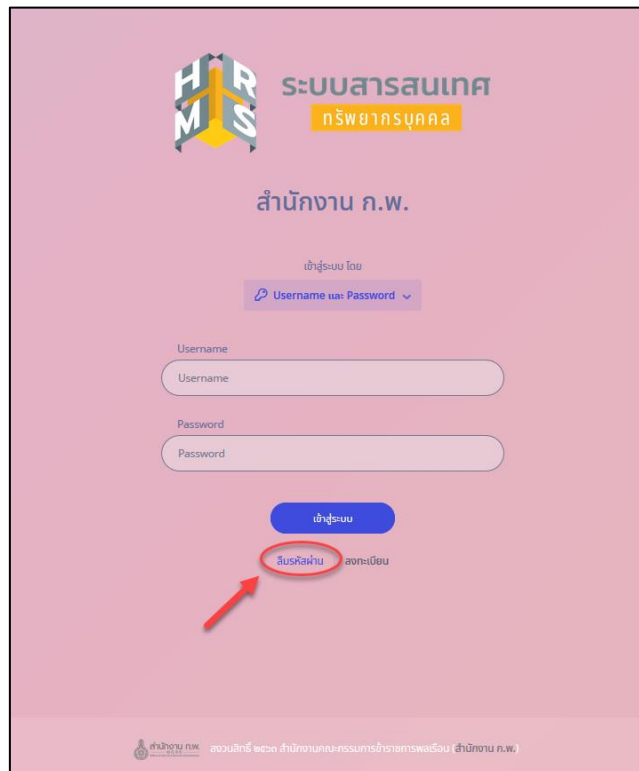 HR
MS
ระบบสารสนเทศ
ทรัพยากรบุคคล
สำนักงาน ก.พ.
เข้าสู่ระบบ โดย
Username และ Password
Username
Username
Password
Password
เข้าสู่ระบบ
ลืมรหัสผ่าน ลงทะเบียน
สำนักงาน ก.พ. สงวนสิทธิ์ ๒๕๖๓ สำนักงานคณะกรรมการข้าราชการพลเรือน (สำนักงาน ก.พ.)